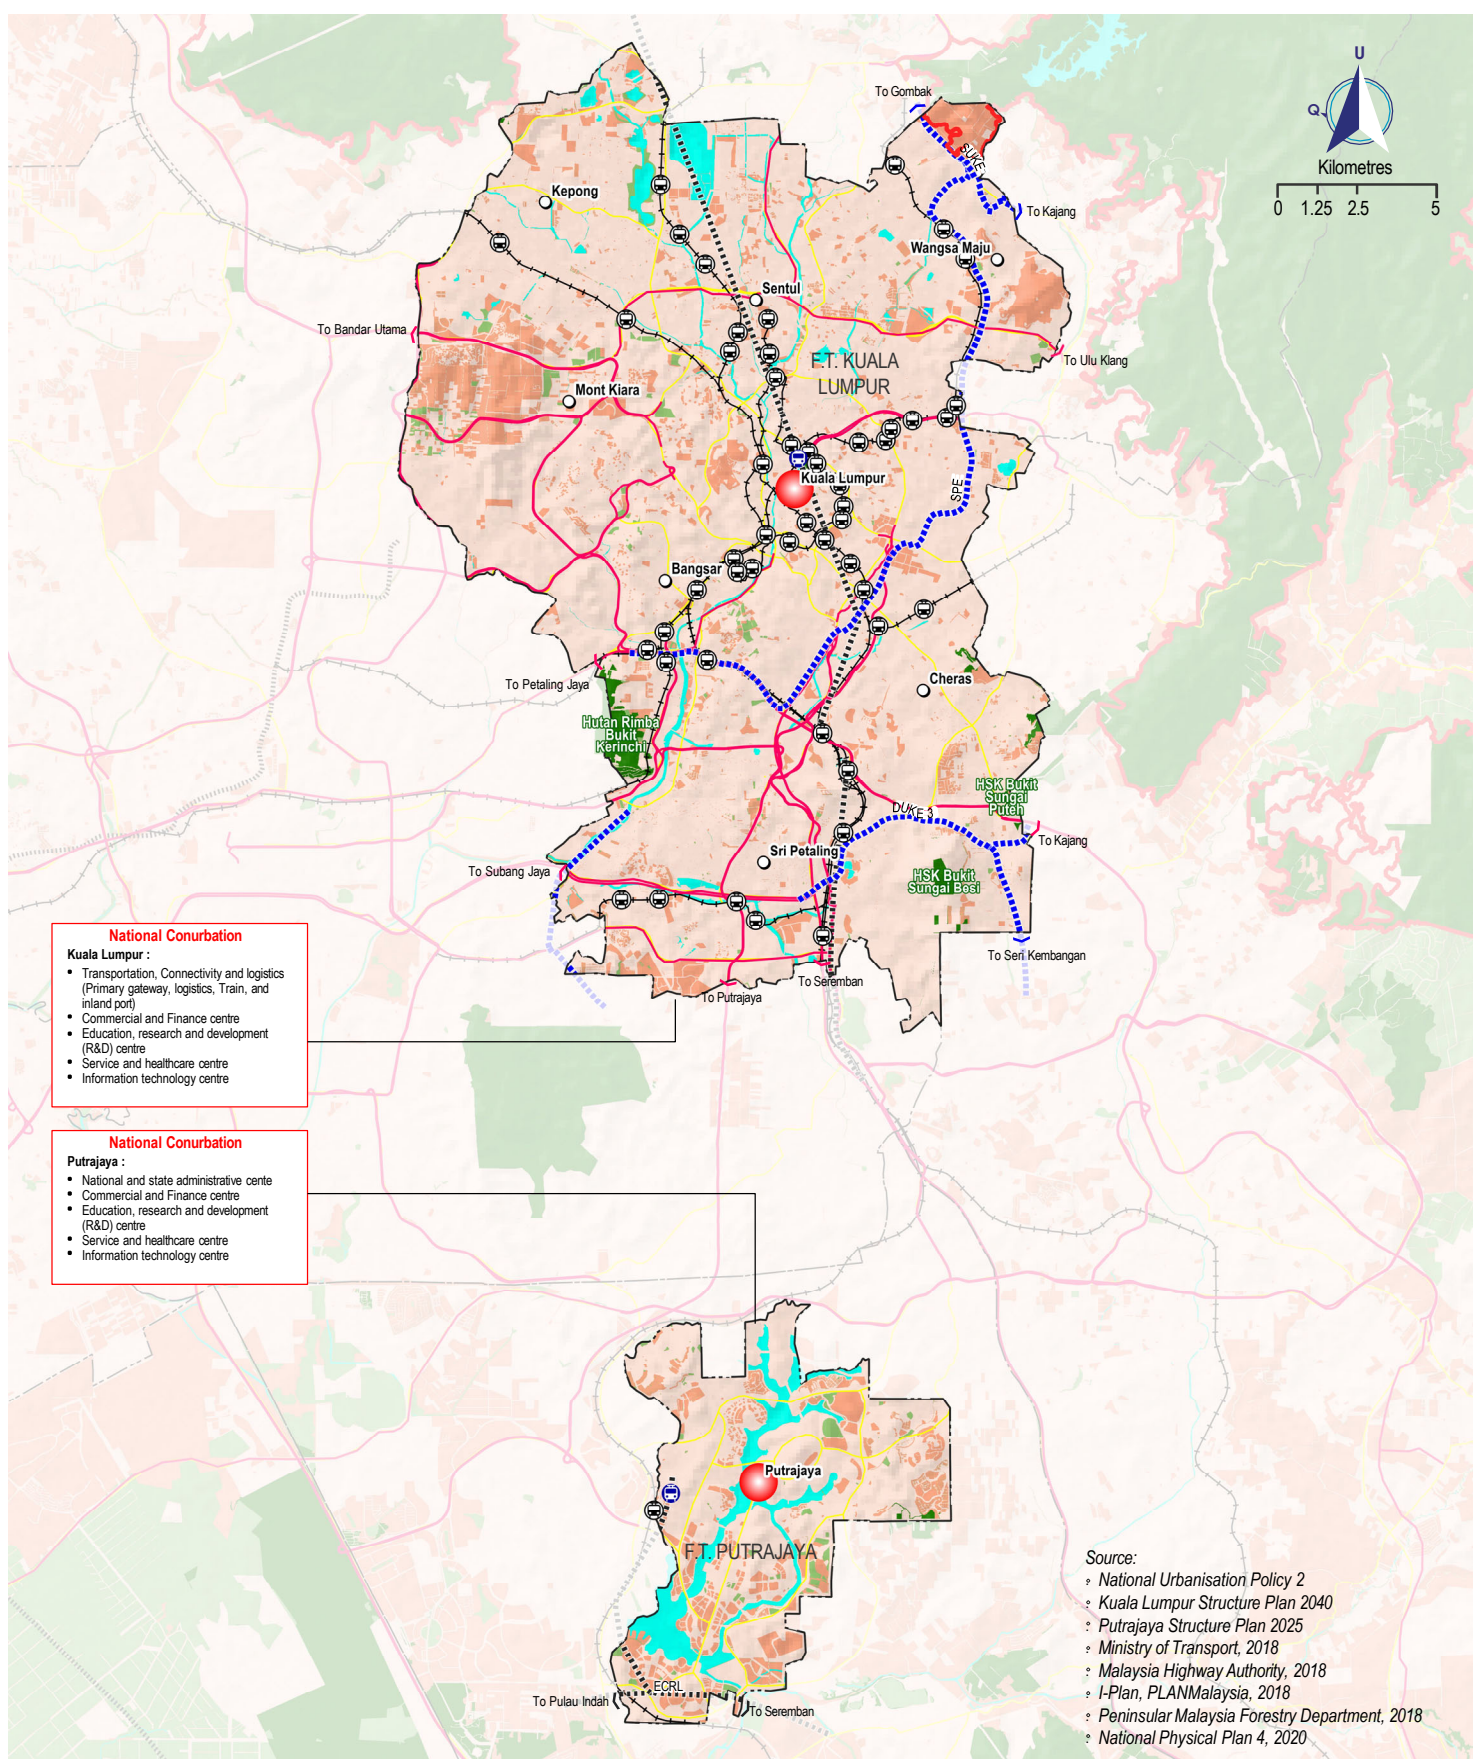 U
Q
Kilometres
0 1.25 2.5 5
To Gombak
SUKE
To Kajang
Kepong
Wangsa Maju
Sentul
To Bandar Utama
F.T. KUALA
LUMPUR
To Ulu Klang
Mont Kiara
Kuala Lumpur
SPE
Bangsar
Cheras
To Petaling Jaya
Hutan Rimba
Bukit
Kerinchi
HSK Bukit
Sungai
Puteh
DUKE 3
To Kajang
Sri Petaling
To Subang Jaya
HSK Bukit
Sungai Besi
To Seri Kembangan
To Seremban
To Putrajaya
National Conurbation
Kuala Lumpur :
• Transportation, Connectivity and logistics
(Primary gateway, logistics, Train, and
inland port)
• Commercial and Finance centre
• Education, research and development
(R&D) centre
• Service and healthcare centre
• Information technology centre
National Conurbation
Putrajaya :
• National and state administrative cente
• Commercial and Finance centre
• Education, research and development
(R&D) centre
• Service and healthcare centre
• Information technology centre
Putrajaya
F.T. PUTRAJAYA
ECRL
To Pulau Indah
To Seremban
Source:
National Urbanisation Policy 2
Kuala Lumpur Structure Plan 2040
Putrajaya Structure Plan 2025
Ministry of Transport, 2018
Malaysia Highway Authority, 2018
I-Plan, PLANMalaysia, 2018
Peninsular Malaysia Forestry Department, 2018
National Physical Plan 4, 2020